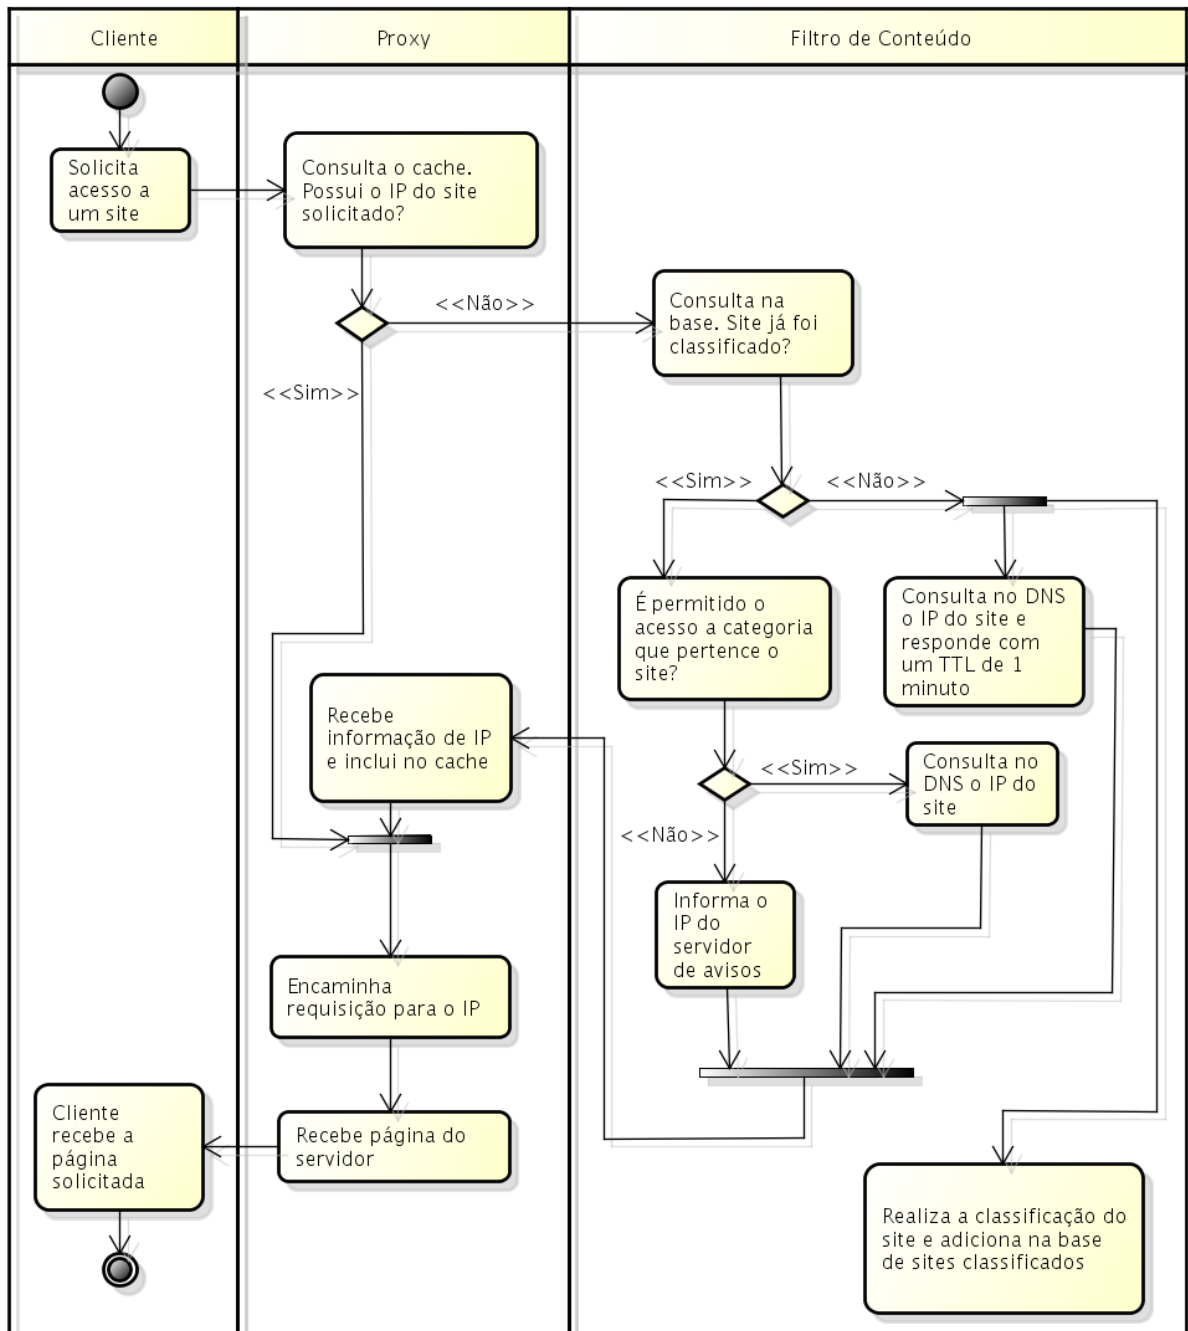 Cliente
Proxy
Filtro de Conteúdo
Solicita
acesso a
um site
Consulta o cache.
Possui o IP do site
solicitado?
<<Não>>
Consulta na
base. Site já foi
classificado?
<<Sim>>
<<Sim>>
<<Não>>
É permitido o
acesso a categoria
que pertence o
site?
Consulta no DNS
o IP do site e
responde com
um TTL de 1
minuto
Recebe
informação de IP
e inclui no cache
<<Sim>>
Consulta no
DNS o IP do
site
<<Não>>
Informa o
IP do
servidor
de avisos
Encaminha
requisição para o IP
Cliente
recebe a
página
solicitada
Recebe página do
servidor
Realiza a classificação do
site e adiciona na base
de sites classificados